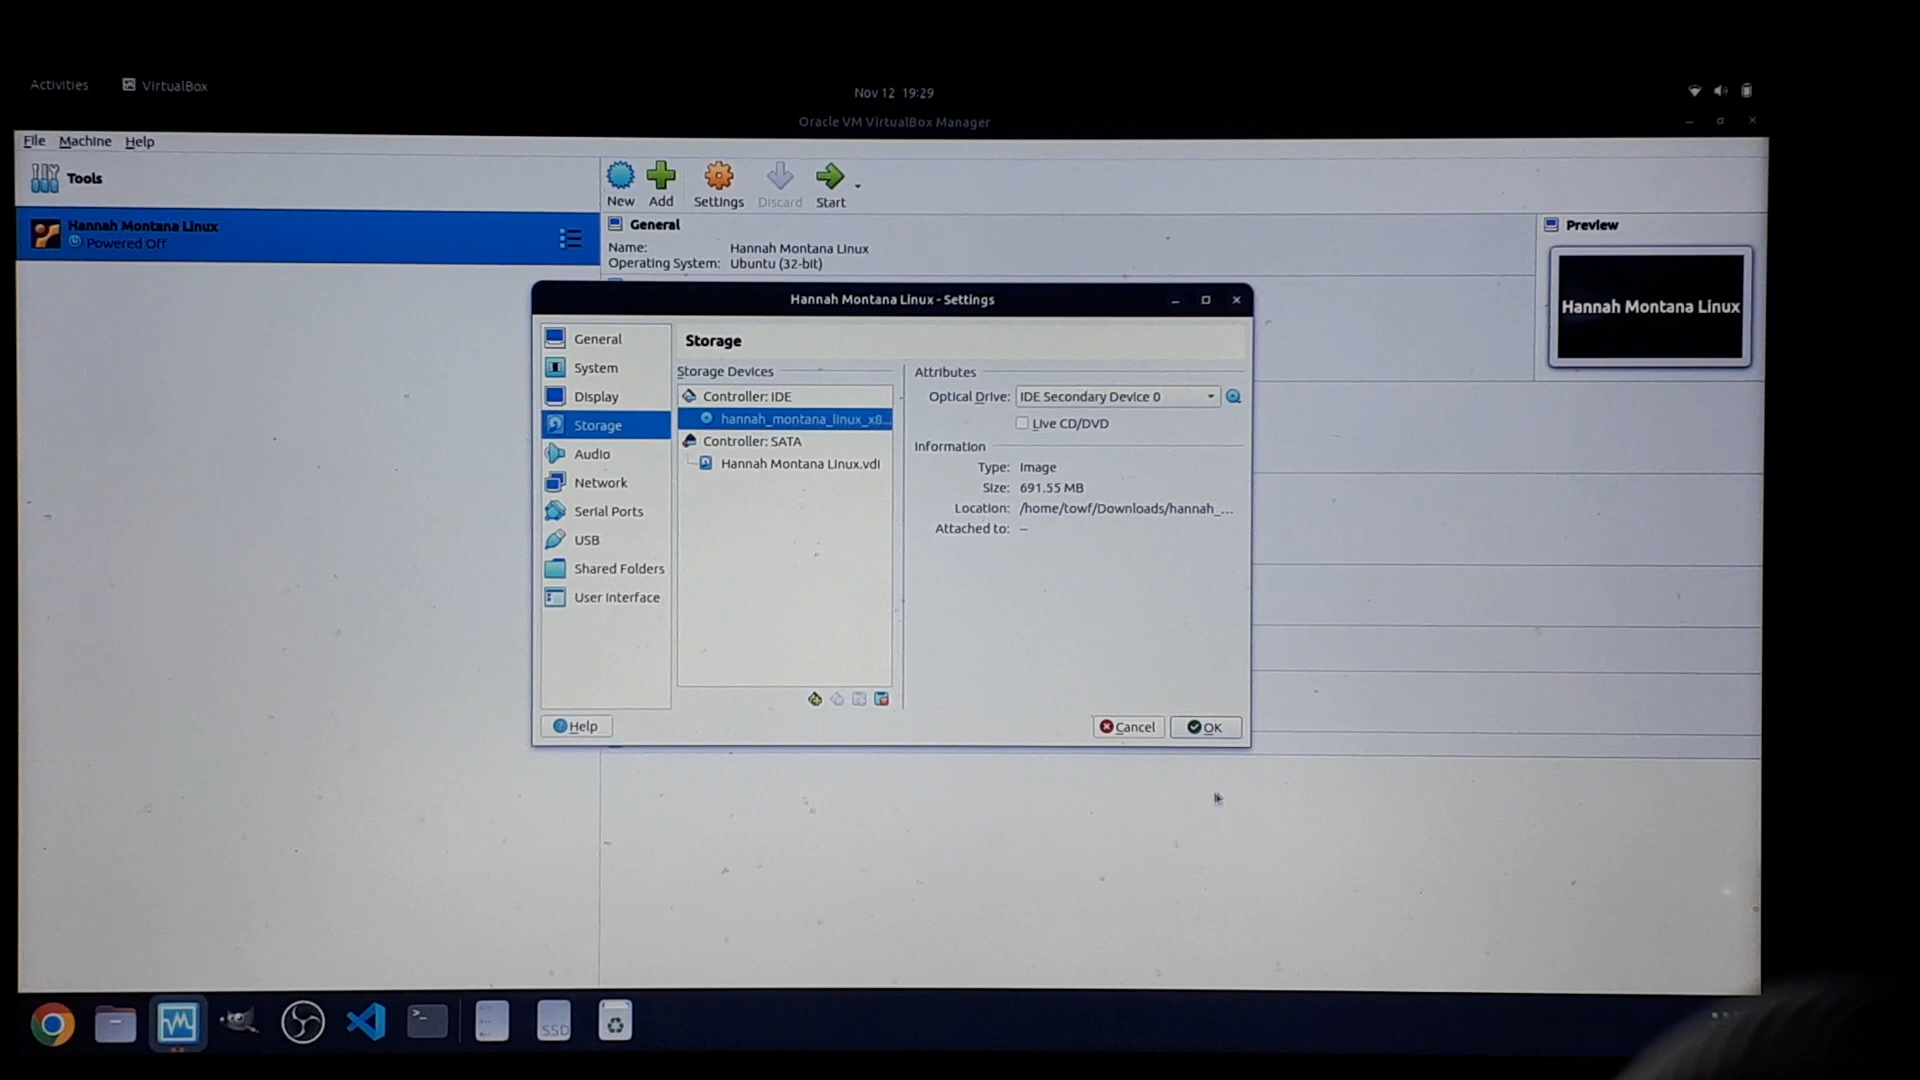 Activities
VirtualBox
Nov 12 19:29
Oracle VM VirtualBox Manager
File Machine Help
Tools
New Add Settings Discard Start
Hannah Montana Linux
Powered Off
General
Name: Hannah Montana Linux
Operating System: Ubuntu (32-bit)
Preview
Hannah Montana Linux
Hannah Montana Linux - Settings
General
System
Display
Storage
Audio
Network
Serial Ports
USB
Shared Folders
User Interface
Storage
Storage Devices
Controller: IDE
hannah_montana_linux_x8...
Controller: SATA
Hannah Montana Linux.vdi
Attributes
Optical Drive: IDE Secondary Device 0
Live CD/DVD
Information
Type: Image
Size: 691.55 MB
Location: /home/towf/Downloads/hannah_...
Attached to: --
Help
Cancel
OK
SSD